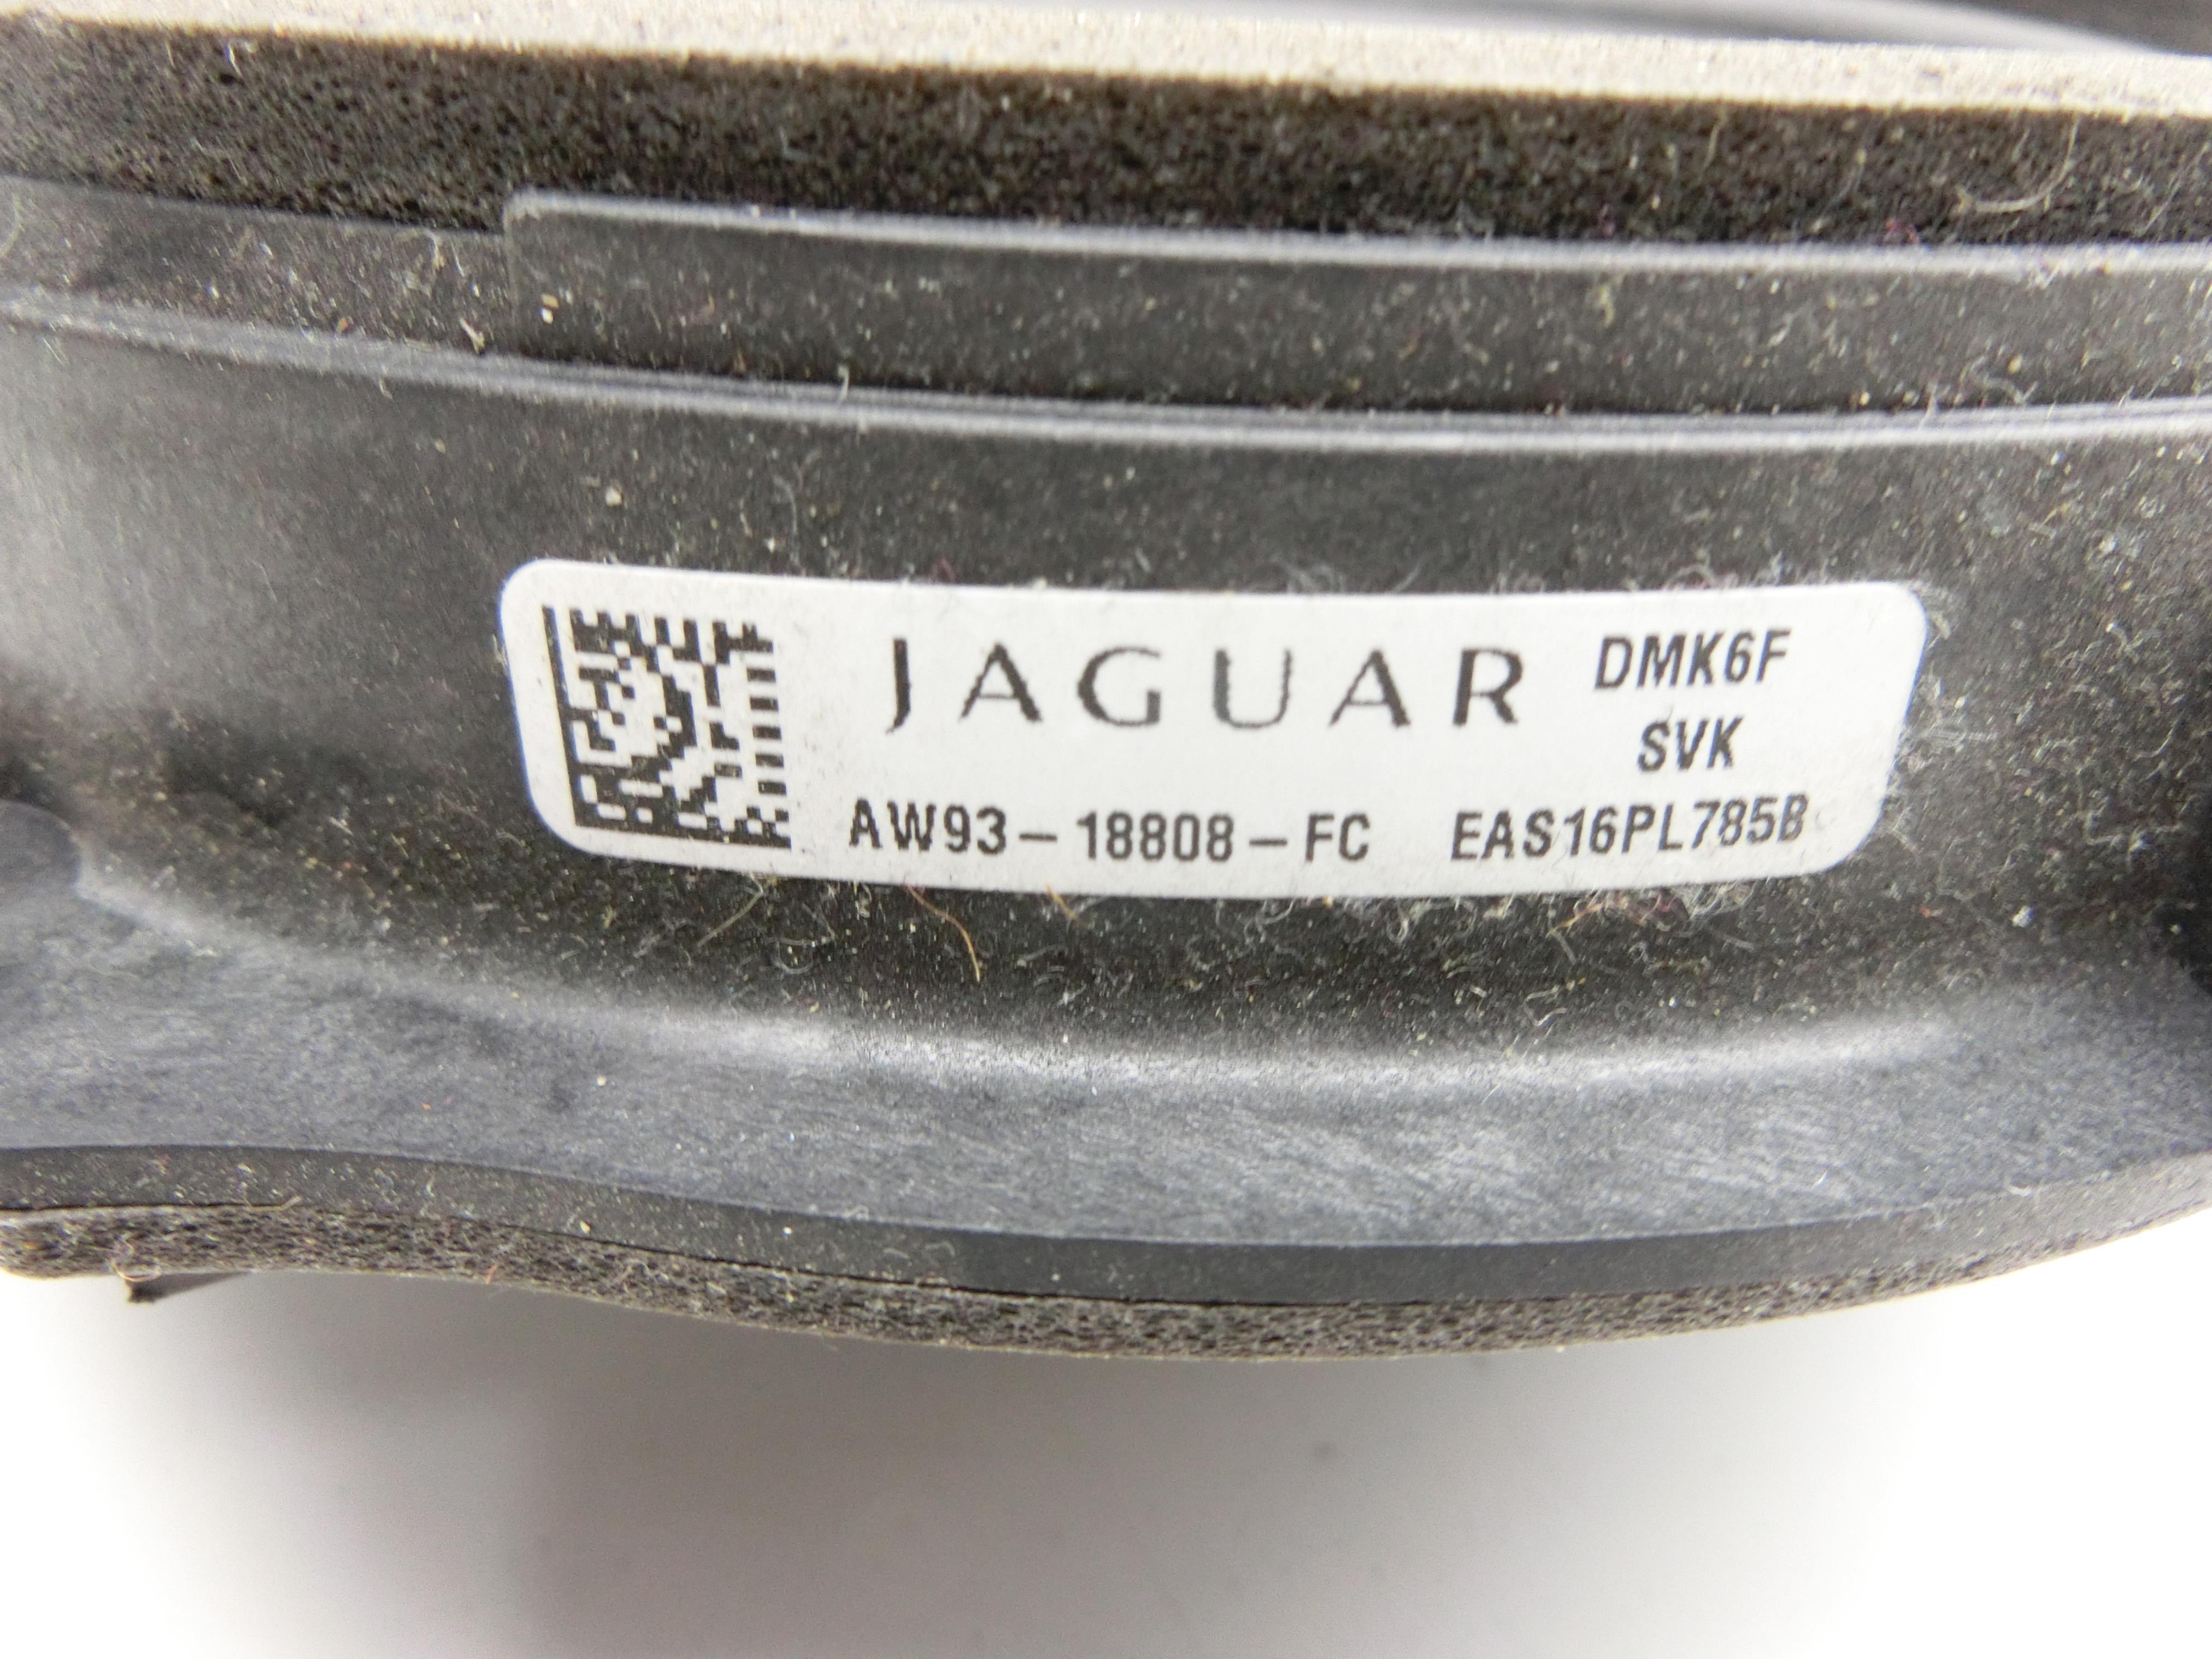 JAGUAR DMK6F
SVK
AW93-18808-FC EAS16PL785B